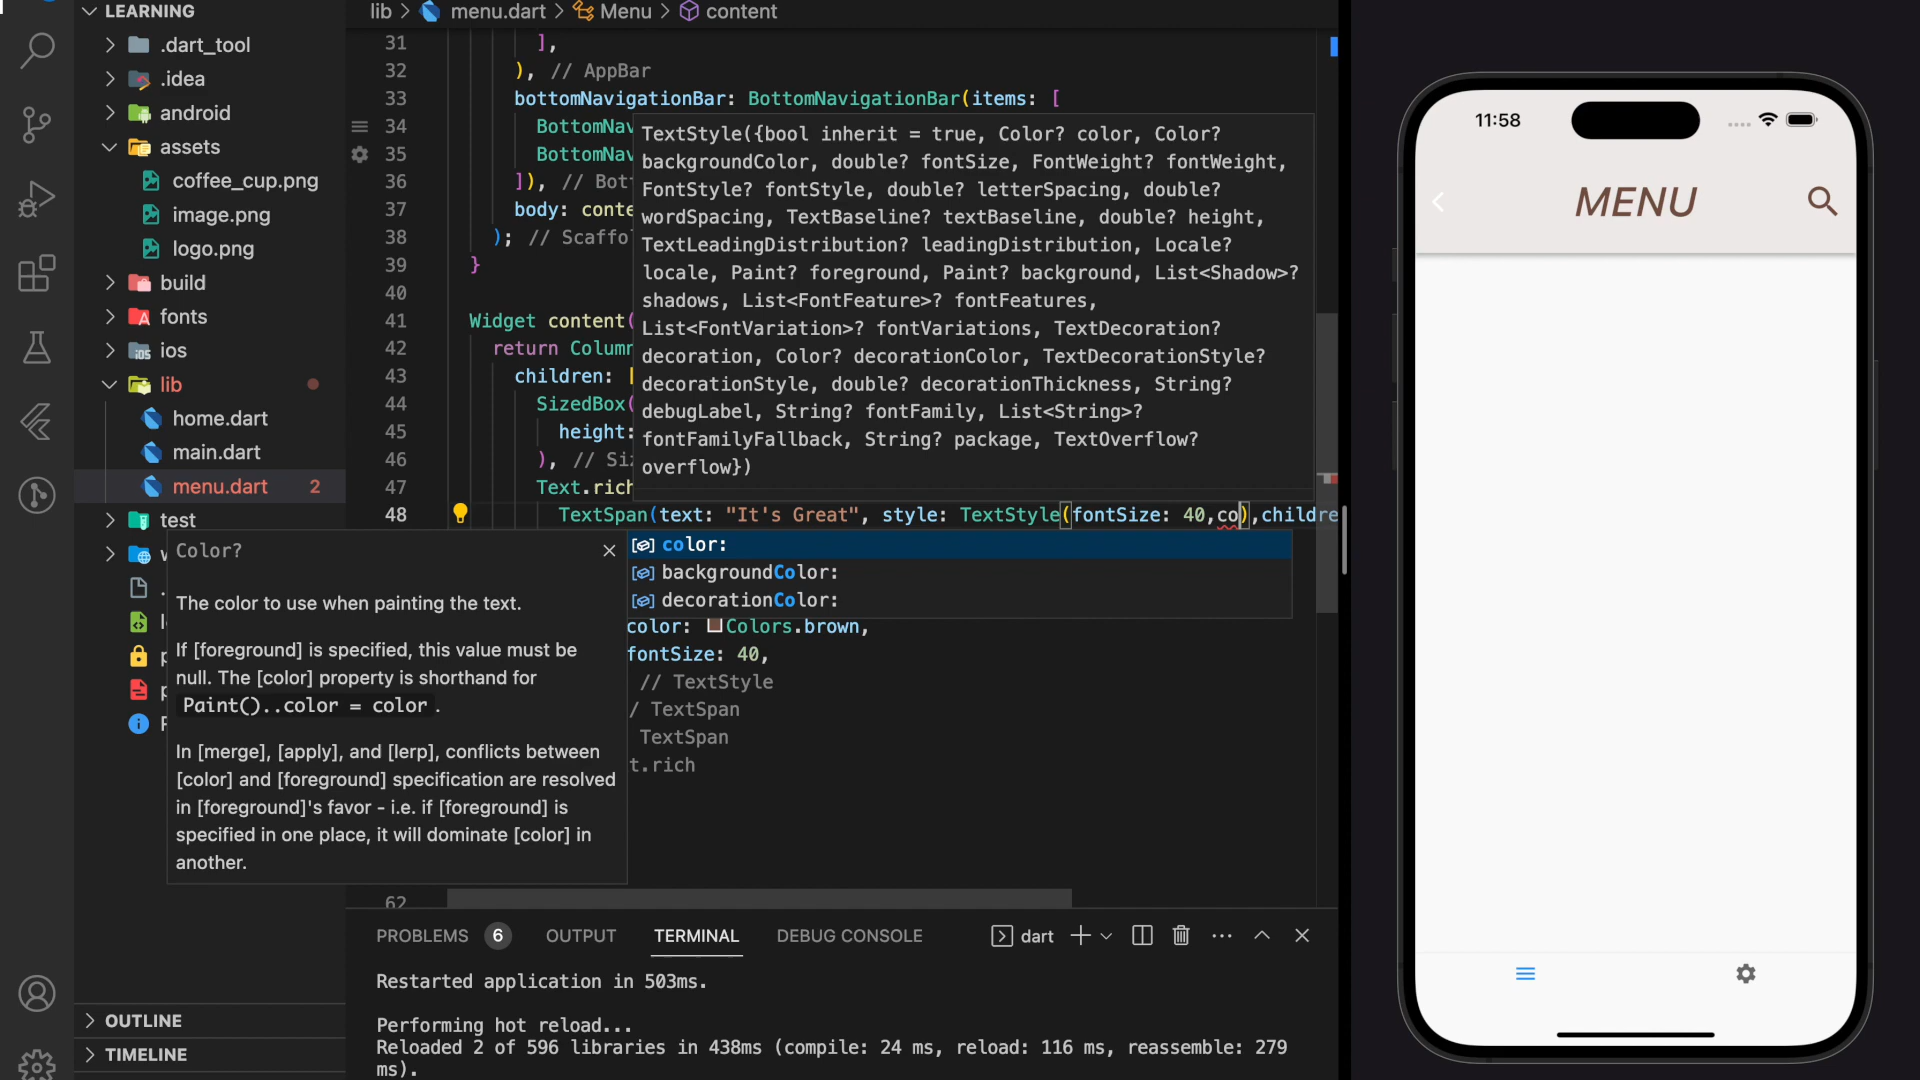 LEARNING
.dart_tool
.idea
android
assets
coffee_cup.png
image.png
logo.png
build
fonts
ios
lib
home.dart
main.dart
menu.dart 2
test
OUTLINE
TIMELINE
lib > menu.dart > Menu > content
31 ],
32 ), // AppBar
33 bottomNavigationBar: BottomNavigationBar(items: [
34 BottomNav
35 BottomNav
36 ]), // Bot
37 body: conte
38 ); // Scaffo
39 }
40
41 Widget content(
42 return Column
43 children: [
44 SizedBox(
45 height:
46 ), // Si
47 Text.rich
48 TextSpan(text: "It's Great", style: TextStyle(fontSize: 40,co),childre
TextStyle({bool inherit = true, Color? color, Color?
backgroundColor, double? fontSize, FontWeight? fontWeight,
FontStyle? fontStyle, double? letterSpacing, double?
wordSpacing, TextBaseline? textBaseline, double? height,
TextLeadingDistribution? leadingDistribution, Locale?
locale, Paint? foreground, Paint? background, List<Shadow>?
shadows, List<FontFeature>? fontFeatures,
List<FontVariation>? fontVariations, TextDecoration?
decoration, Color? decorationColor, TextDecorationStyle?
decorationStyle, double? decorationThickness, String?
debugLabel, String? fontFamily, List<String>?
fontFamilyFallback, String? package, TextOverflow?
overflow})
color:
backgroundColor:
decorationColor:
color: Colors.brown,
fontSize: 40,
// TextStyle
/ TextSpan
TextSpan
t.rich
62
Color?
The color to use when painting the text.
If [foreground] is specified, this value must be
null. The [color] property is shorthand for
Paint()..color = color .
In [merge], [apply], and [lerp], conflicts between
[color] and [foreground] specification are resolved
in [foreground]'s favor - i.e. if [foreground] is
specified in one place, it will dominate [color] in
another.
PROBLEMS 6 OUTPUT TERMINAL DEBUG CONSOLE dart
Restarted application in 503ms.
Performing hot reload...
Reloaded 2 of 596 libraries in 438ms (compile: 24 ms, reload: 116 ms, reassemble: 279
ms).
11:58
MENU